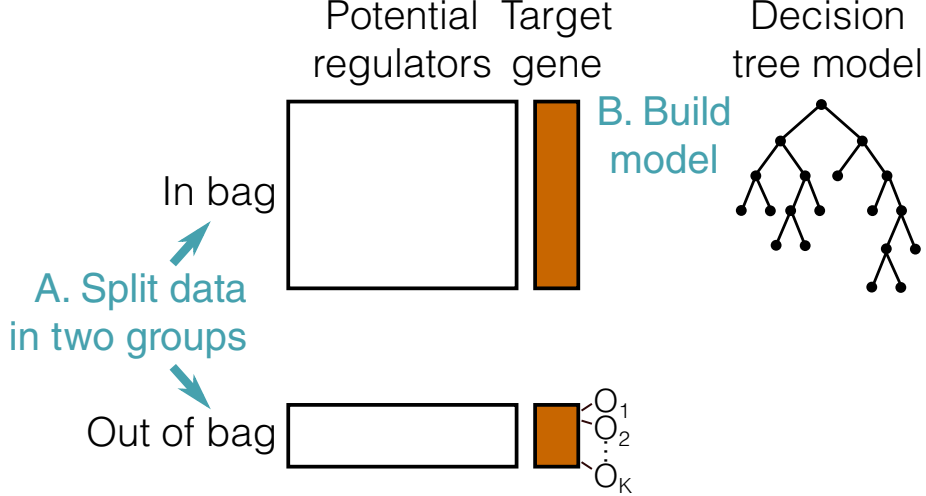 Potential
regulators
Target
gene
Decision
tree model
B. Build
model
In bag
A. Split data
in two groups
Out of bag
O1
O2
OK